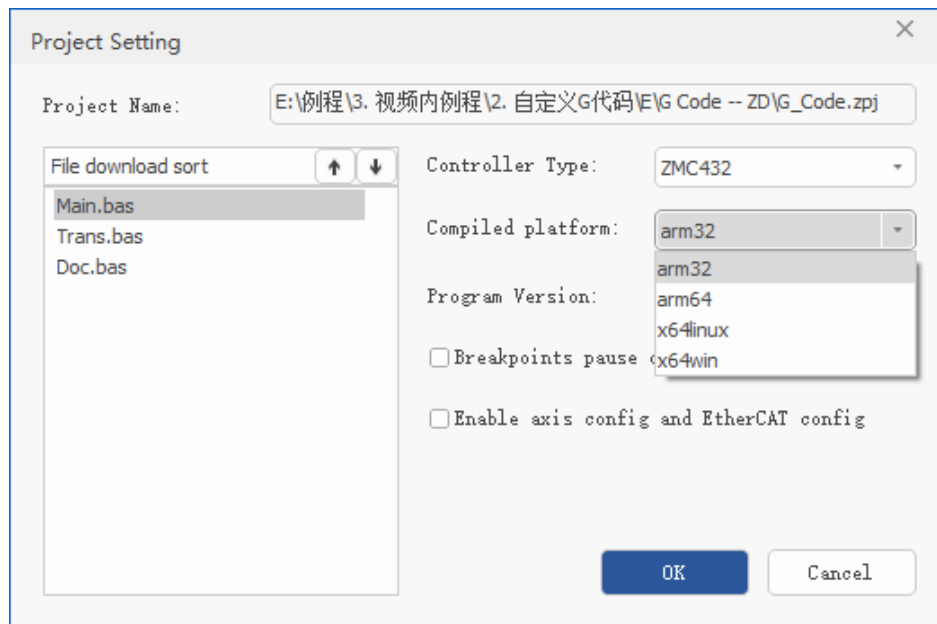 Project Setting
Project Name:
E:\例程\3. 视频内例程\2. 自定义G代码\E\G Code -- ZD\G_Code.zpj
File download sort
Main.bas
Trans.bas
Doc.bas
Controller Type:
ZMC432
Compiled platform:
arm32
arm32
arm64
x64linux
x64win
Program Version:
Breakpoints pause
Enable axis config and EtherCAT config
OK
Cancel